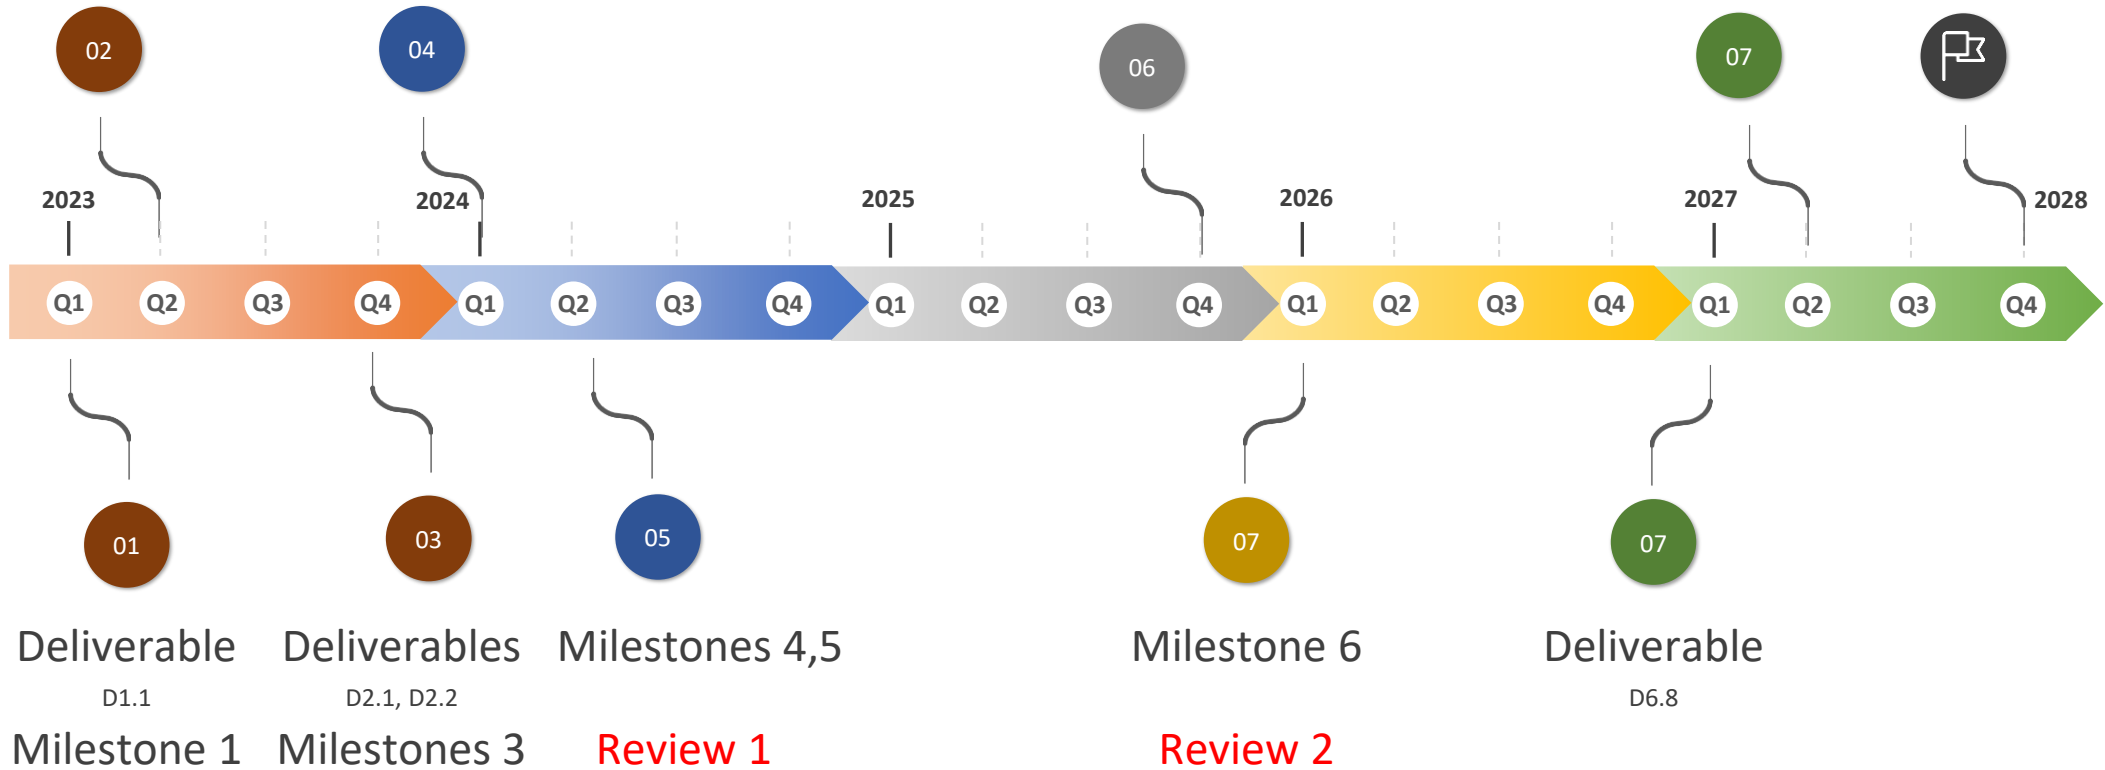 02
04
06
07
2023
2024
2025
2026
2027
2028
Q1 Q2 Q3 Q4 Q1 Q2 Q3 Q4 Q1 Q2 Q3 Q4 Q1 Q2 Q3 Q4 Q1 Q2 Q3 Q4
01
03
05
07
07
Deliverable
D1.1
Milestone 1
Deliverables
D2.1, D2.2
Milestones 3
Milestones 4,5
Review 1
Milestone 6
Review 2
Deliverable
D6.8